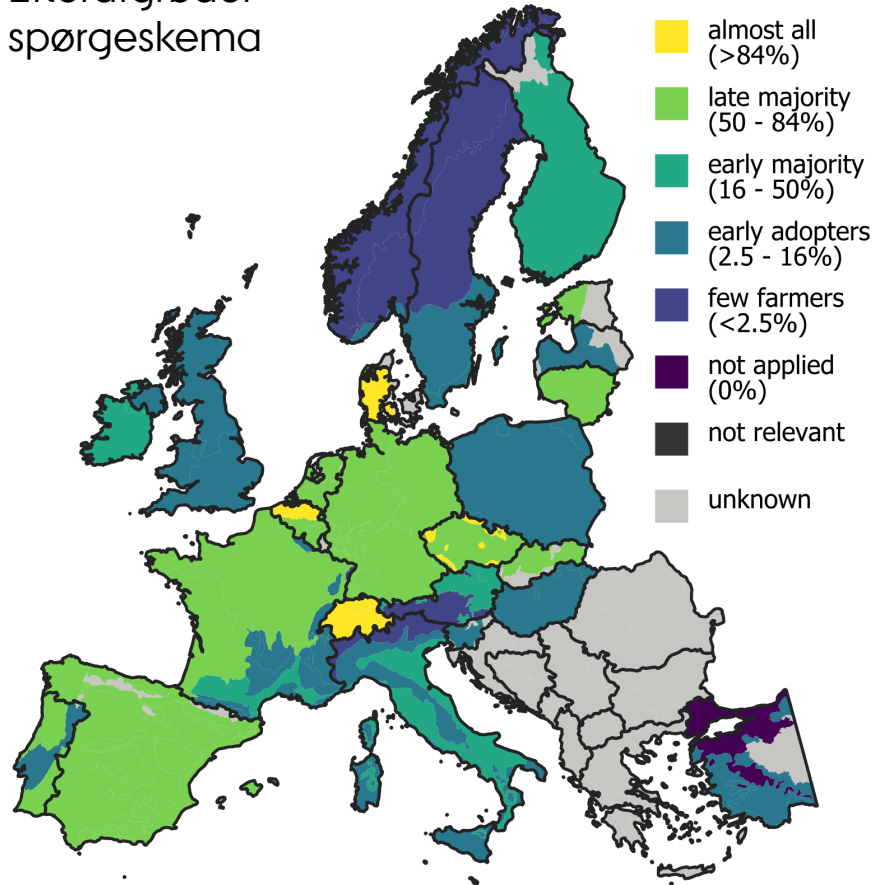 spørgeskema
almost all
(>84%)
late majority
(50 - 84%)
early majority
(16 - 50%)
early adopters
(2.5 - 16%)
few farmers
(<2.5%)
not applied
(0%)
not relevant
unknown